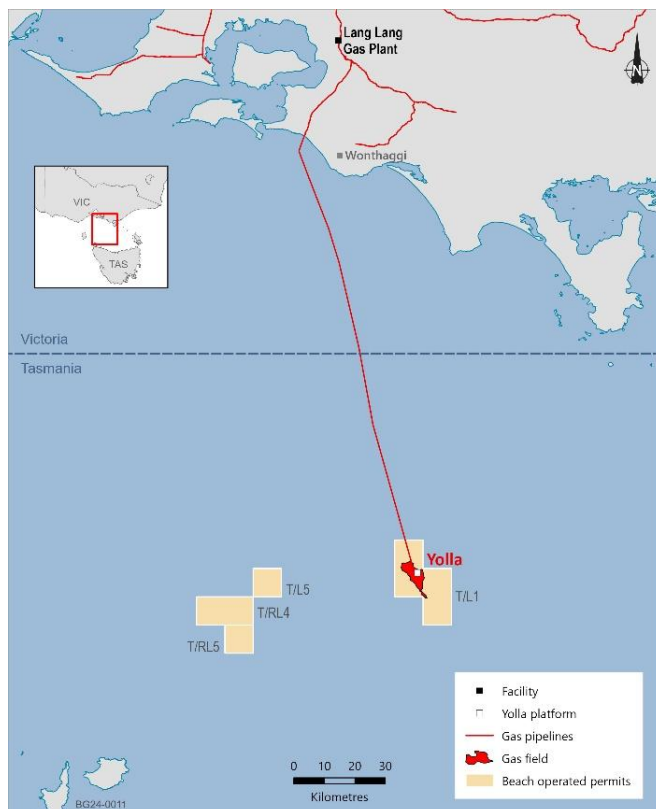 Lang Lang
Gas Plant
N
Wonthaggi
VIC
TAS
Victoria
Tasmania
Yolla
T/L5
T/L1
T/RL4
T/RL5
Facility
Yolla platform
Gas pipelines
Gas field
Beach operated permits
0 10 20 30
Kilometres
BG24-0011